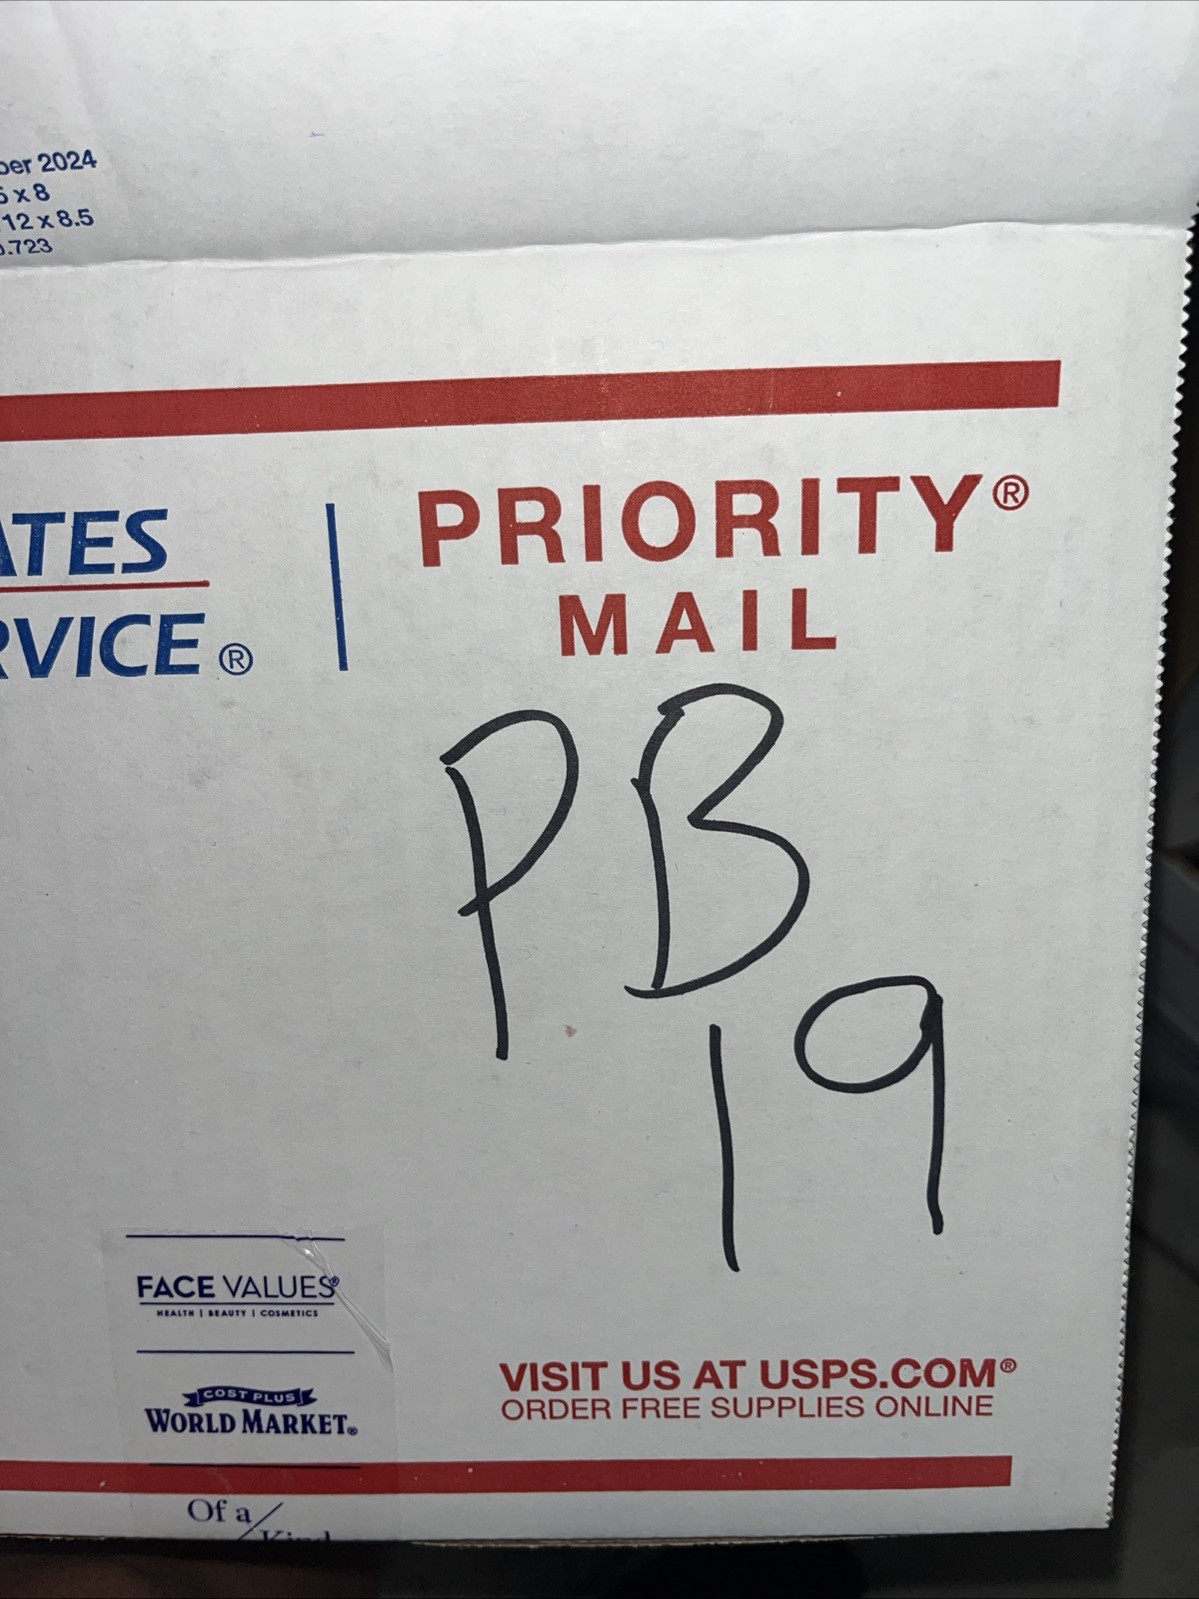 ber 2024
x 8
12 x 8.5
.723
ATES
RVICE®
PRIORITY®
MAIL
PB
19
FACE VALUES®
HEALTH | BEAUTY | COSMETICS
COST PLUS
WORLD MARKET®
Of a
Kind
VISIT US AT USPS.COM®
ORDER FREE SUPPLIES ONLINE